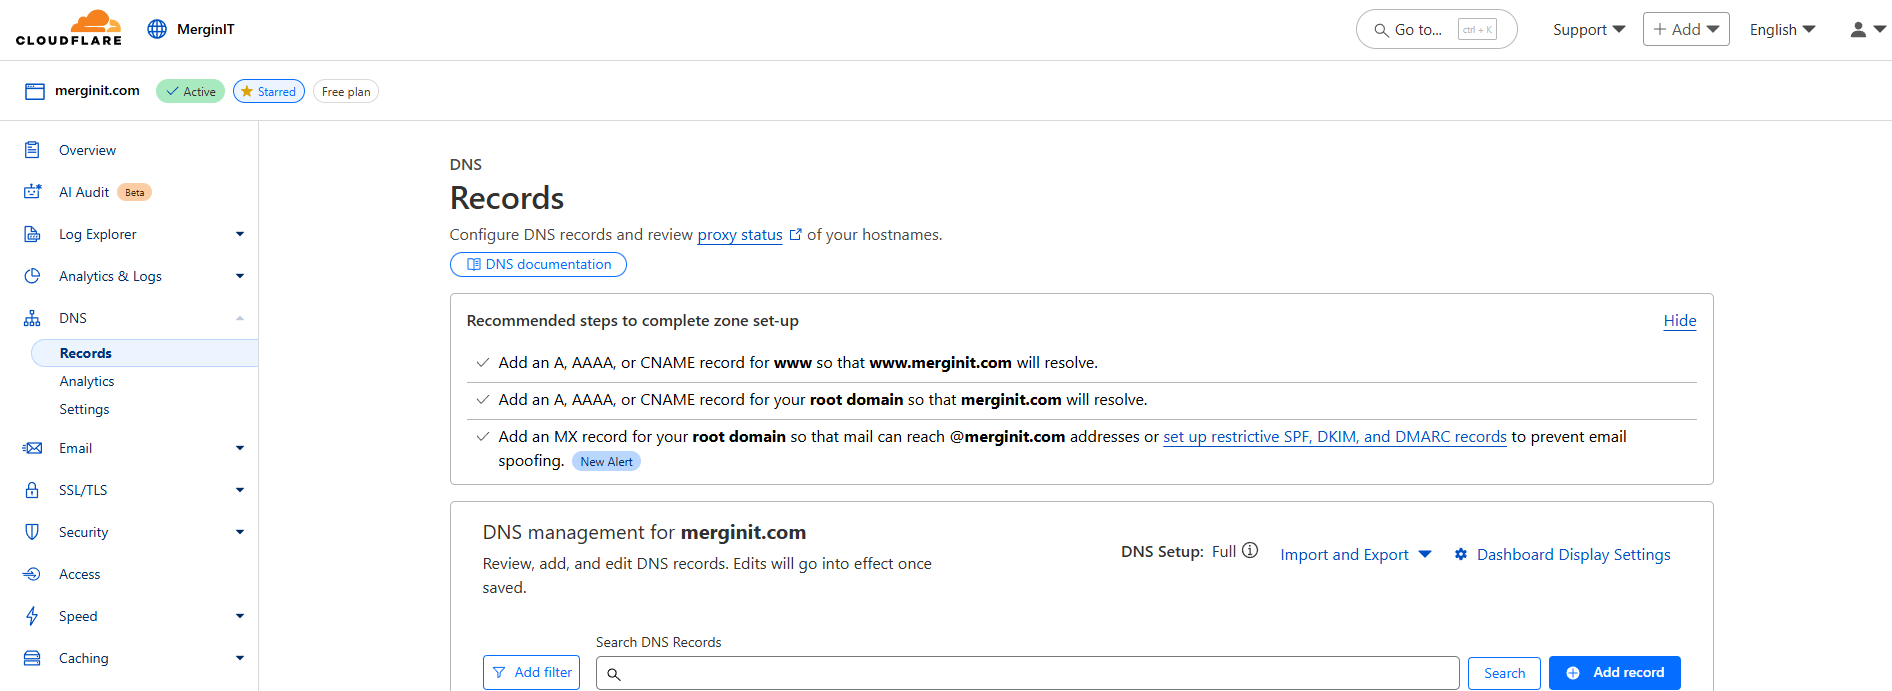 CLOUDFLARE
MerginIT
Go to... ctrl + K
Support
+ Add
English
merginit.com
Active
Starred
Free plan
Overview
AI Audit Beta
Log Explorer
Analytics & Logs
DNS
Records
Analytics
Settings
Email
SSL/TLS
Security
Access
Speed
Caching
DNS
Records
Configure DNS records and review proxy status of your hostnames.
DNS documentation
Recommended steps to complete zone set-up
Hide
Add an A, AAAA, or CNAME record for www so that www.merginit.com will resolve.
Add an A, AAAA, or CNAME record for your root domain so that merginit.com will resolve.
Add an MX record for your root domain so that mail can reach @merginit.com addresses or set up restrictive SPF, DKIM, and DMARC records to prevent email
spoofing. New Alert
DNS management for merginit.com
Review, add, and edit DNS records. Edits will go into effect once
saved.
DNS Setup: Full
Import and Export
Dashboard Display Settings
Search DNS Records
Add filter
Search
Add record